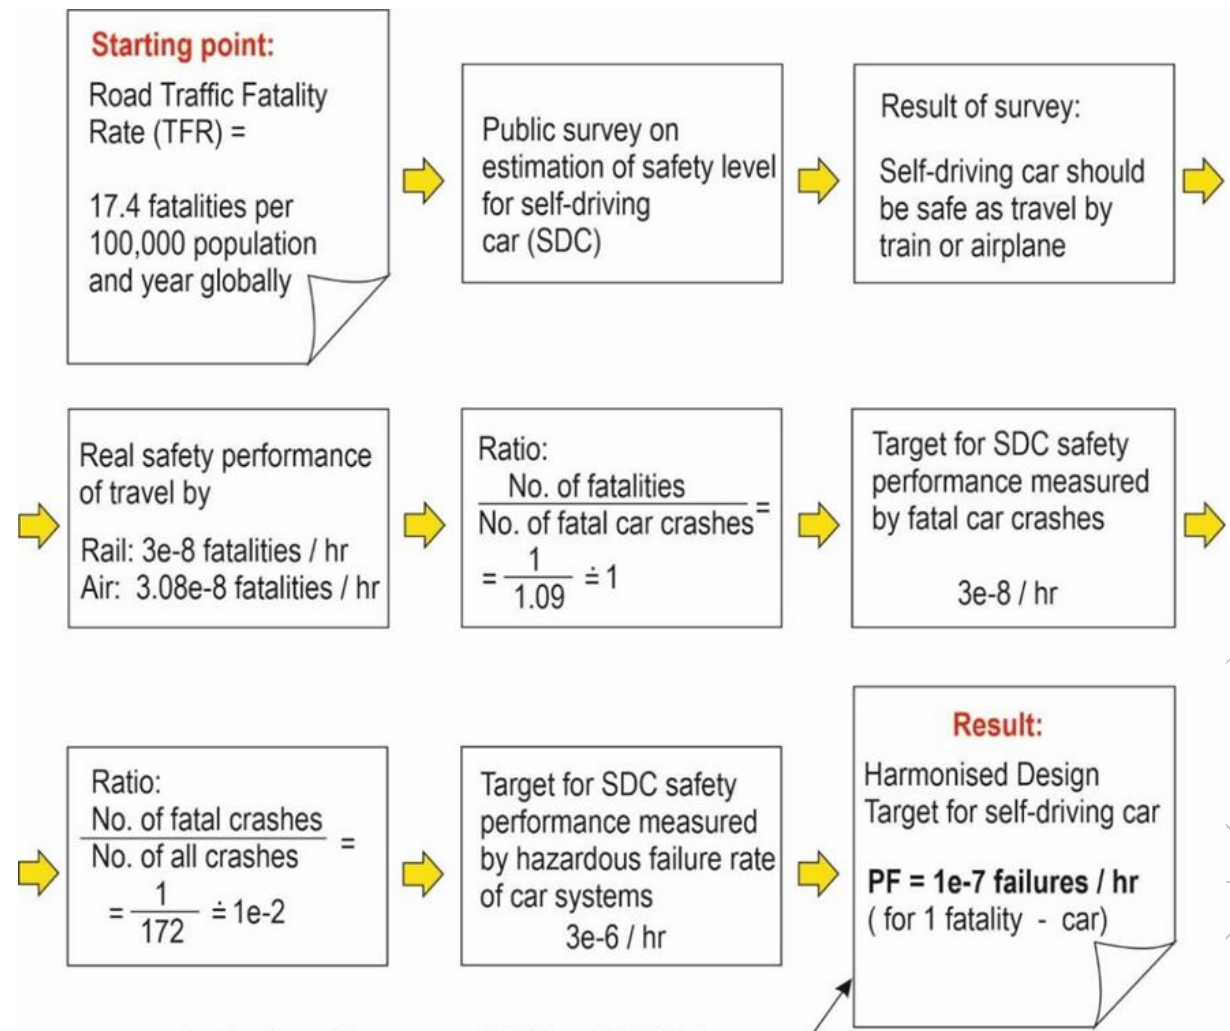 Starting point:
Road Traffic Fatality
Rate (TFR) =
17.4 fatalities per
100,000 population
and year globally
Public survey on
estimation of safety level
for self-driving
car (SDC)
Result of survey:
Self-driving car should
be safe as travel by
train or airplane
Real safety performance
of travel by
Rail: 3e-8 fatalities / hr
Air: 3.08e-8 fatalities / hr
Ratio:
No. of fatalities
No. of fatal car crashes =
= 1
1.09 ≐ 1
Target for SDC safety
performance measured
by fatal car crashes
3e-8 / hr
Ratio:
No. of fatal crashes
No. of all crashes =
= 1
172 ≐ 1e-2
Target for SDC safety
performance measured
by hazardous failure rate
of car systems
3e-6 / hr
Result:
Harmonised Design
Target for self-driving car
PF = 1e-7 failures / hr
( for 1 fatality - car)